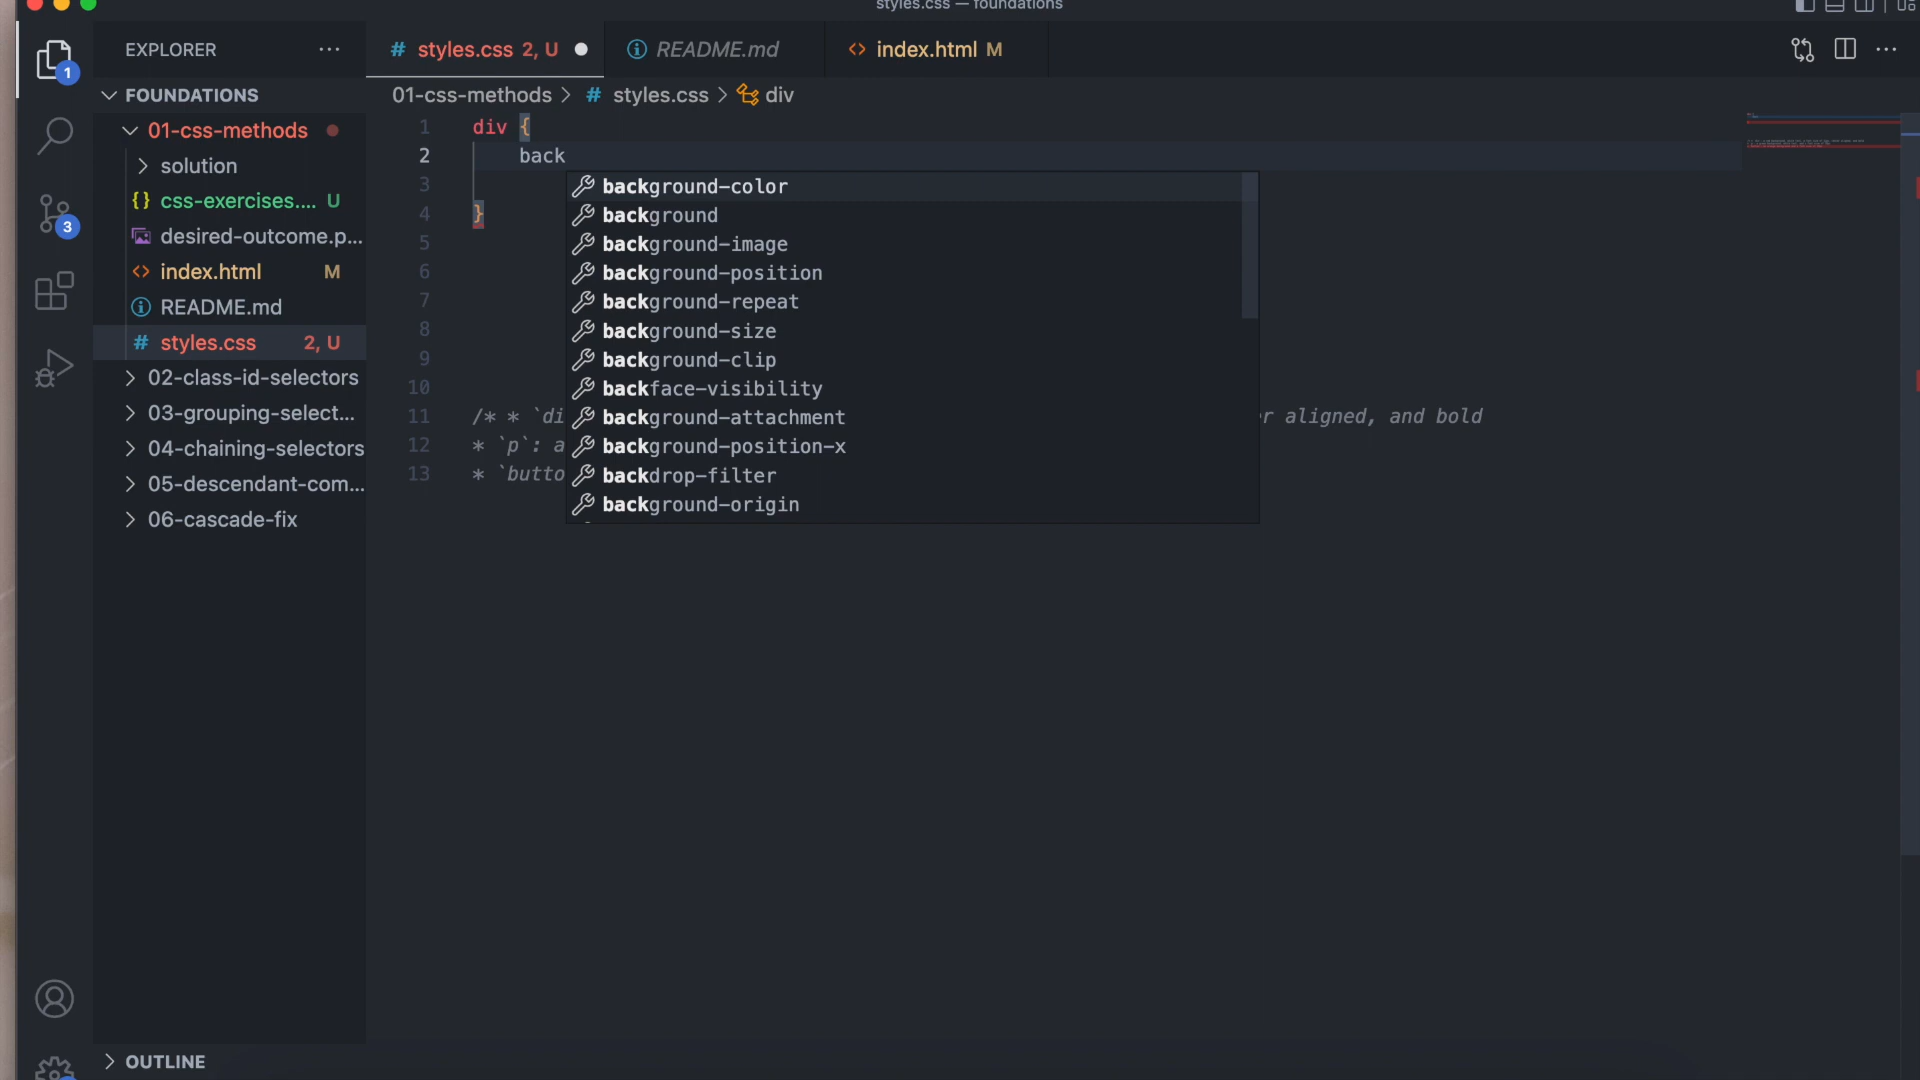 styles.css — foundations
EXPLORER
# styles.css 2, U
README.md
<> index.html M
1
FOUNDATIONS
01-css-methods > # styles.css > div
01-css-methods
solution
{} css-exercises.... U
desired-outcome.p...
<> index.html M
README.md
# styles.css 2, U
02-class-id-selectors
03-grouping-select...
04-chaining-selectors
05-descendant-com...
06-cascade-fix
3
1 div {
2 back
3
4 }
5
6
7
8
9
10
11 /* * `di r aligned, and bold
12 * `p`: a
13 * `butto
background-color
background
background-image
background-position
background-repeat
background-size
background-clip
backface-visibility
background-attachment
background-position-x
backdrop-filter
background-origin
OUTLINE